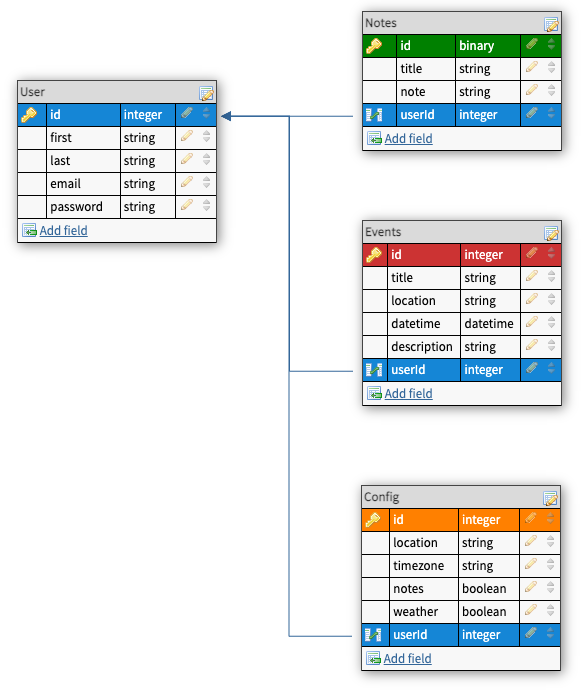 User
id integer
first string
last string
email string
password string
Add field
Notes
id binary
title string
note string
userId integer
Add field
Events
id integer
title string
location string
datetime datetime
description string
userId integer
Add field
Config
id integer
location string
timezone string
notes boolean
weather boolean
userId integer
Add field